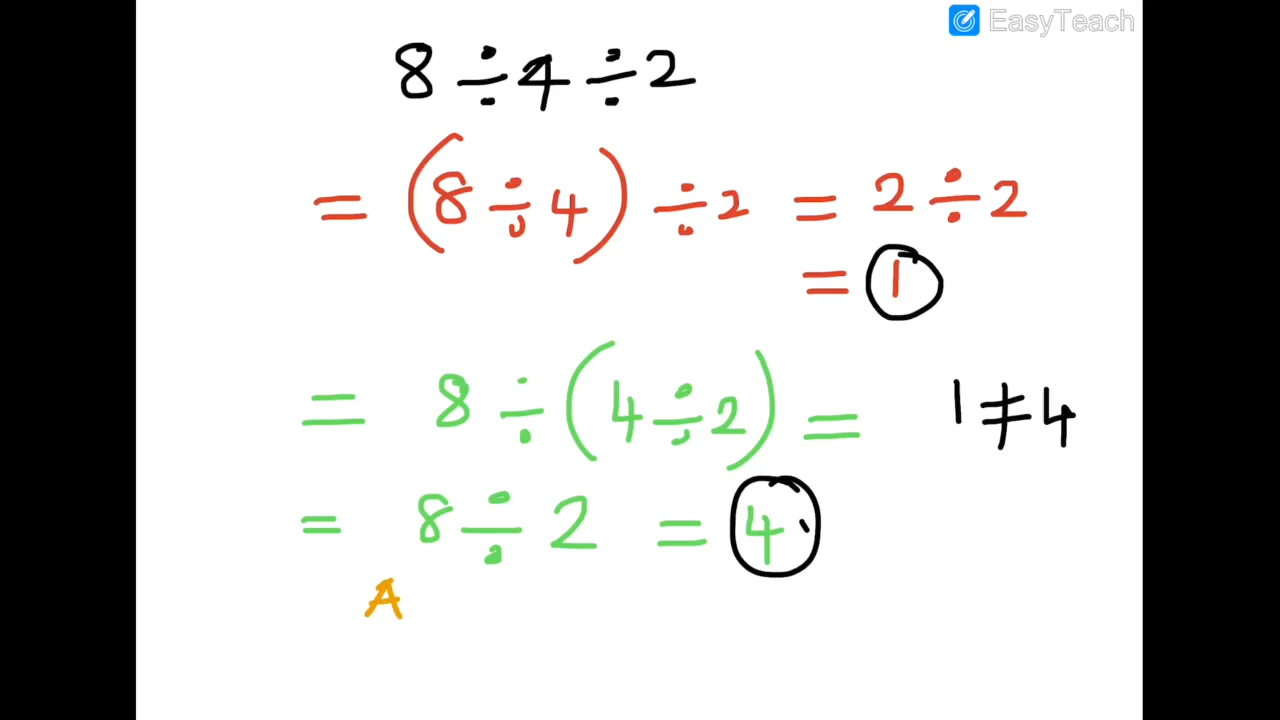 EasyTeach
8 ÷ 4 ÷ 2
= (8 ÷ 4) ÷ 2 = 2 ÷ 2
= 1
= 8 ÷ (4 ÷ 2) =
1 ≠ 4
= 8 ÷ 2 = 4
A